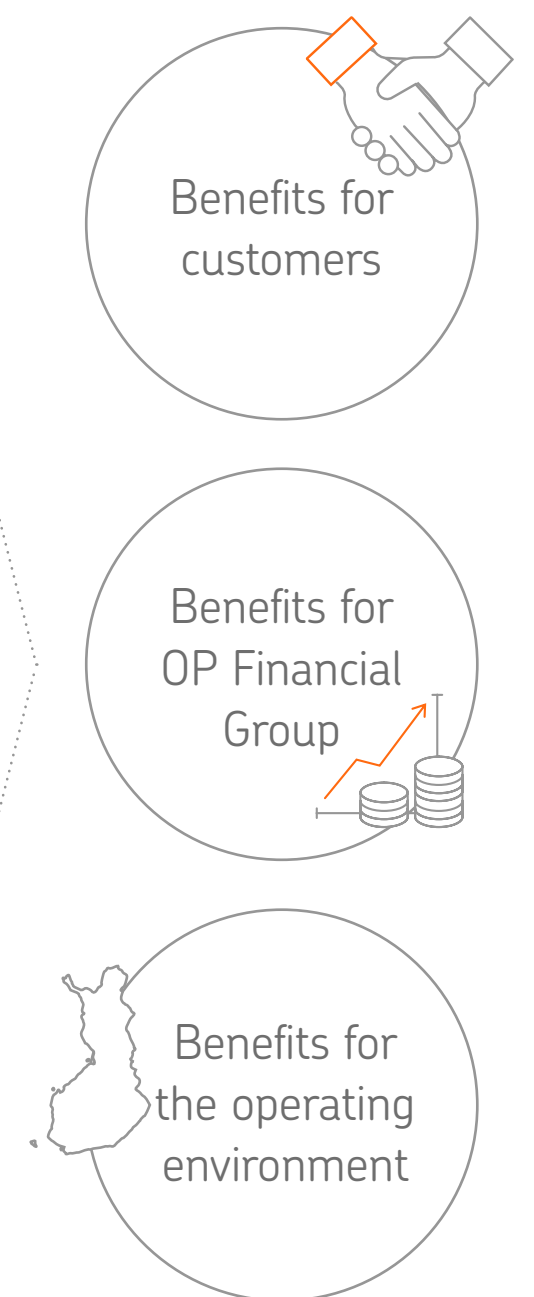 Benefits for
customers
Benefits for
OP Financial
Group
Benefits for
the operating
environment